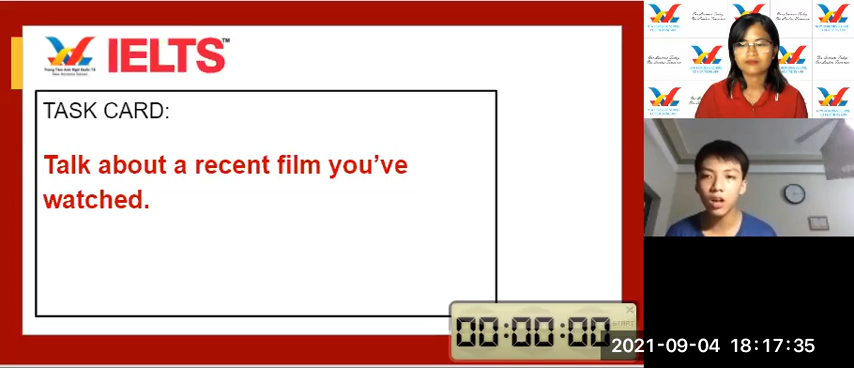 IELTS™
TASK CARD:
Talk about a recent film you've
watched.
00:00:00
START
2021-09-04 18:17:35